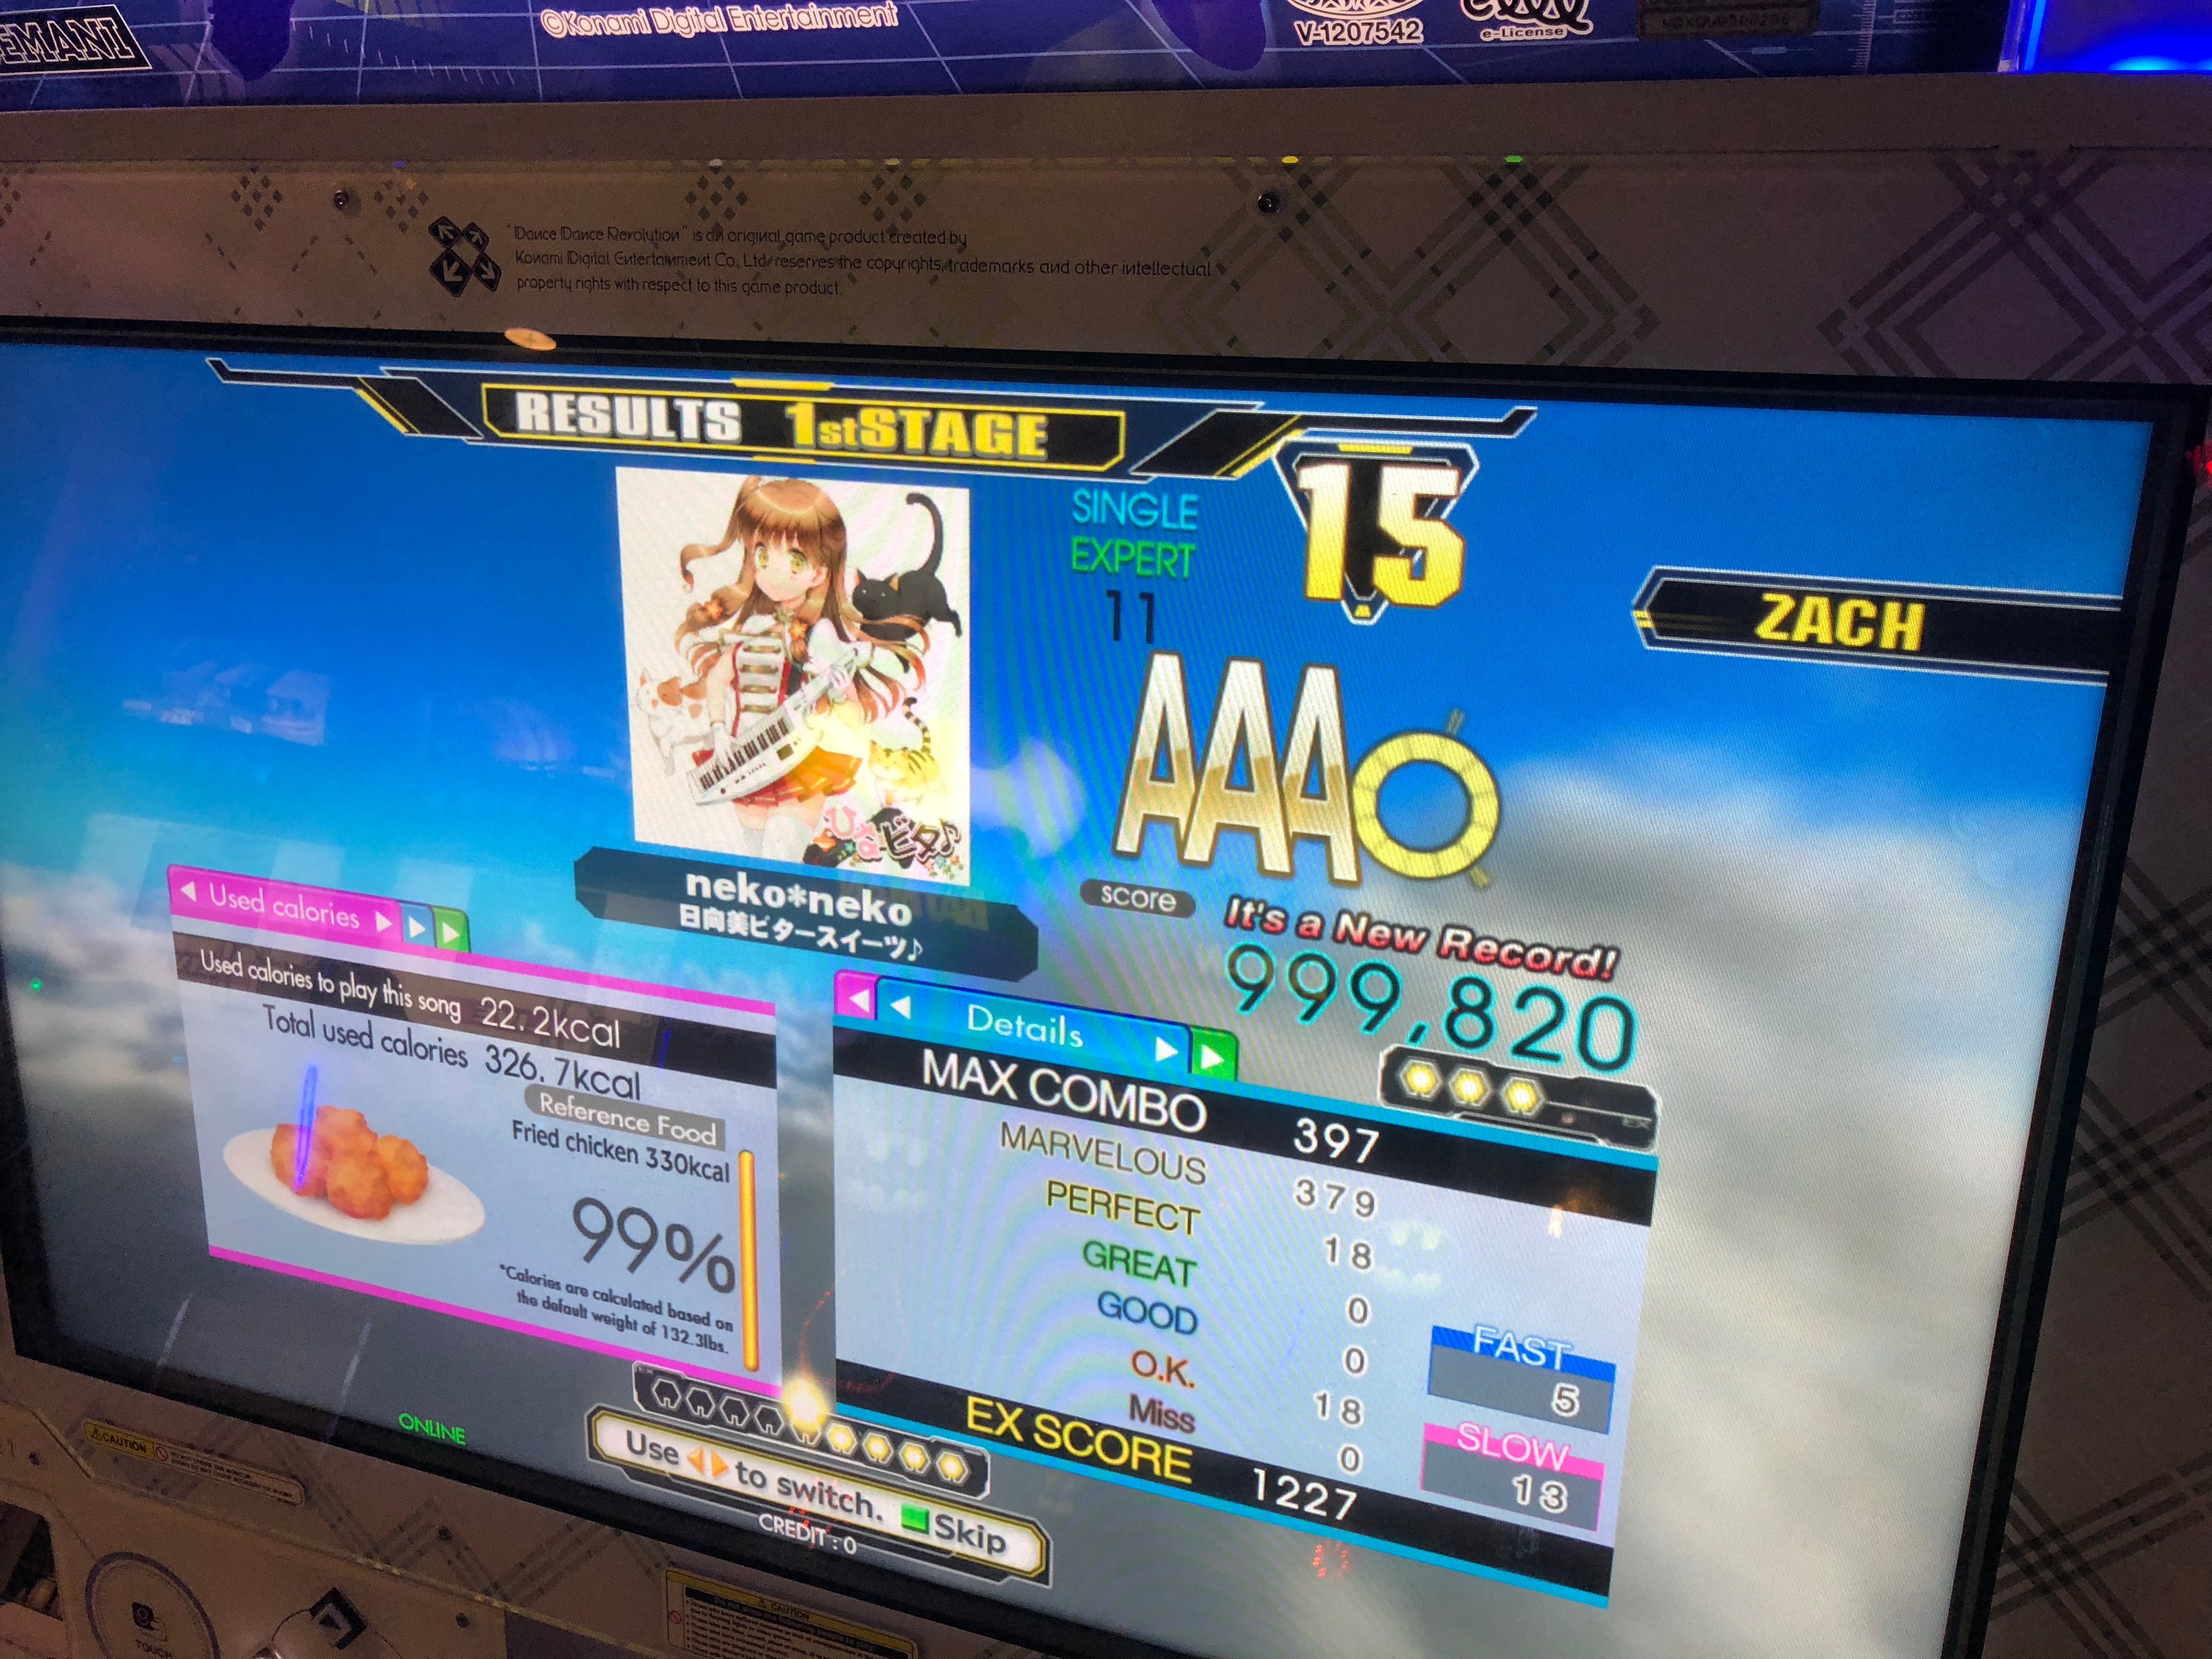 EMANI
©Konami Digital Entertainment
V-1207542
e-License
"Dance Dance Revolution" is an original game product created by
Konami Digital Entertainment Co., Ltd. reserves the copyrights, trademarks and other intellectual
property rights with respect to this game product.
RESULTS 1stSTAGE
15
SINGLE
EXPERT
11
ZACH
AAA
ひなビタ♪
neko*neko
日向美ビタースイーツ♪
score
It's a New Record!
999,820
Used calories
Used calories to play this song 22.2kcal
Total used calories 326.7kcal
Reference Food
Fried chicken 330kcal
99%
*Calories are calculated based on
the default weight of 132.3lbs.
Details
MAX COMBO 397
MARVELOUS 379
PERFECT 18
GREAT 0
GOOD 0
O.K. 18
Miss 0
EX SCORE 1227
FAST
5
SLOW
13
ONLINE
Use to switch. Skip
CREDIT : 0
CAUTION
CAUTION
TOUCH